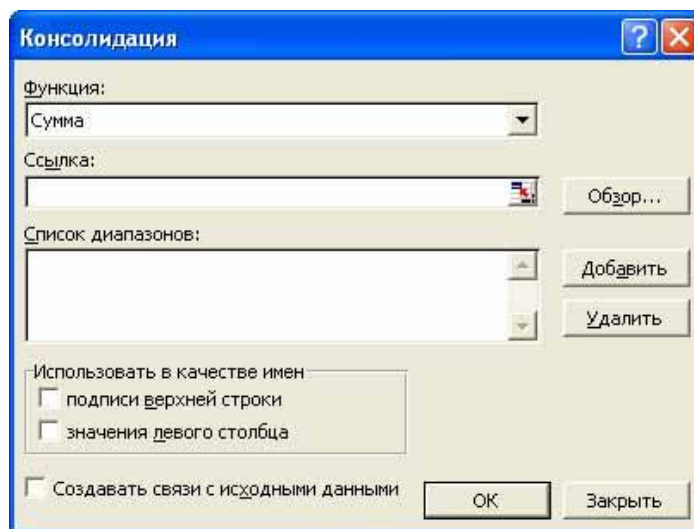 Консолидация
Функция:
Сумма
Ссылка:
Обзор...
Список диапазонов:
Добавить
Удалить
Использовать в качестве имен
подписи верхней строки
значения левого столбца
Создавать связи с исходными данными
ОК
Закрыть